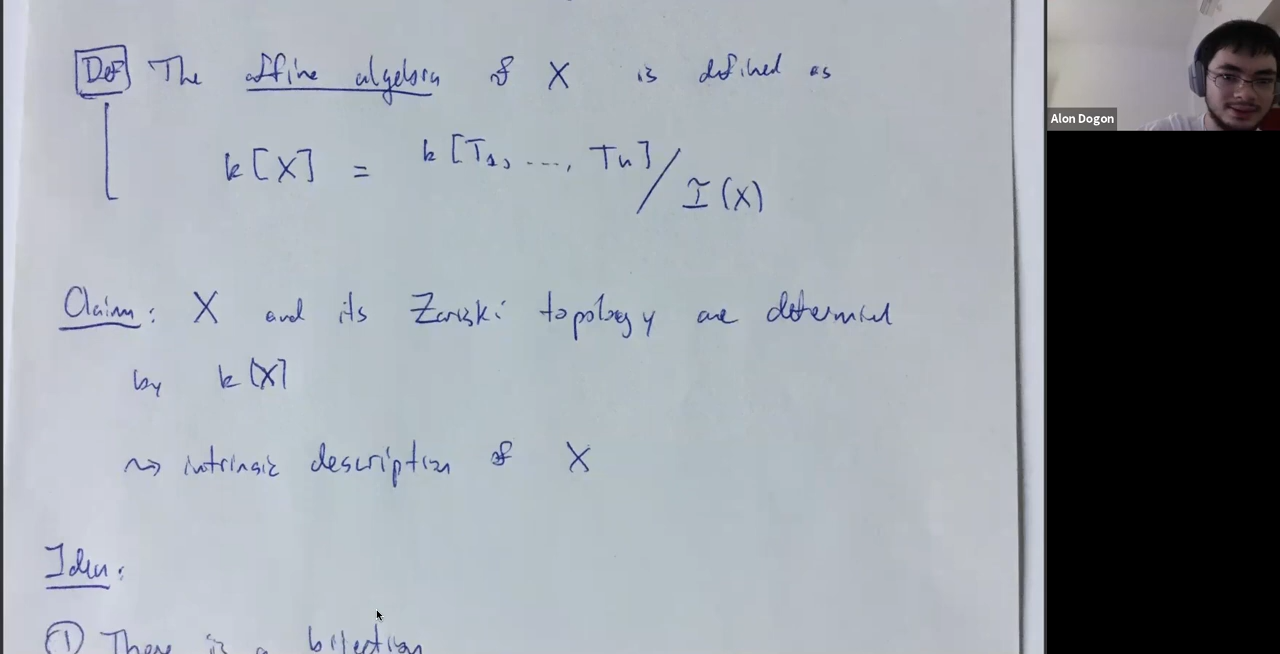 Def The affine algebra of X is defined as
k[X] = k[T1, ..., Tn] / I(X)
Claim: X and its Zariski topology are determined
by k[X]
⇝ intrinsic description of X
Idea:
① There is a bijection
Alon Dogon